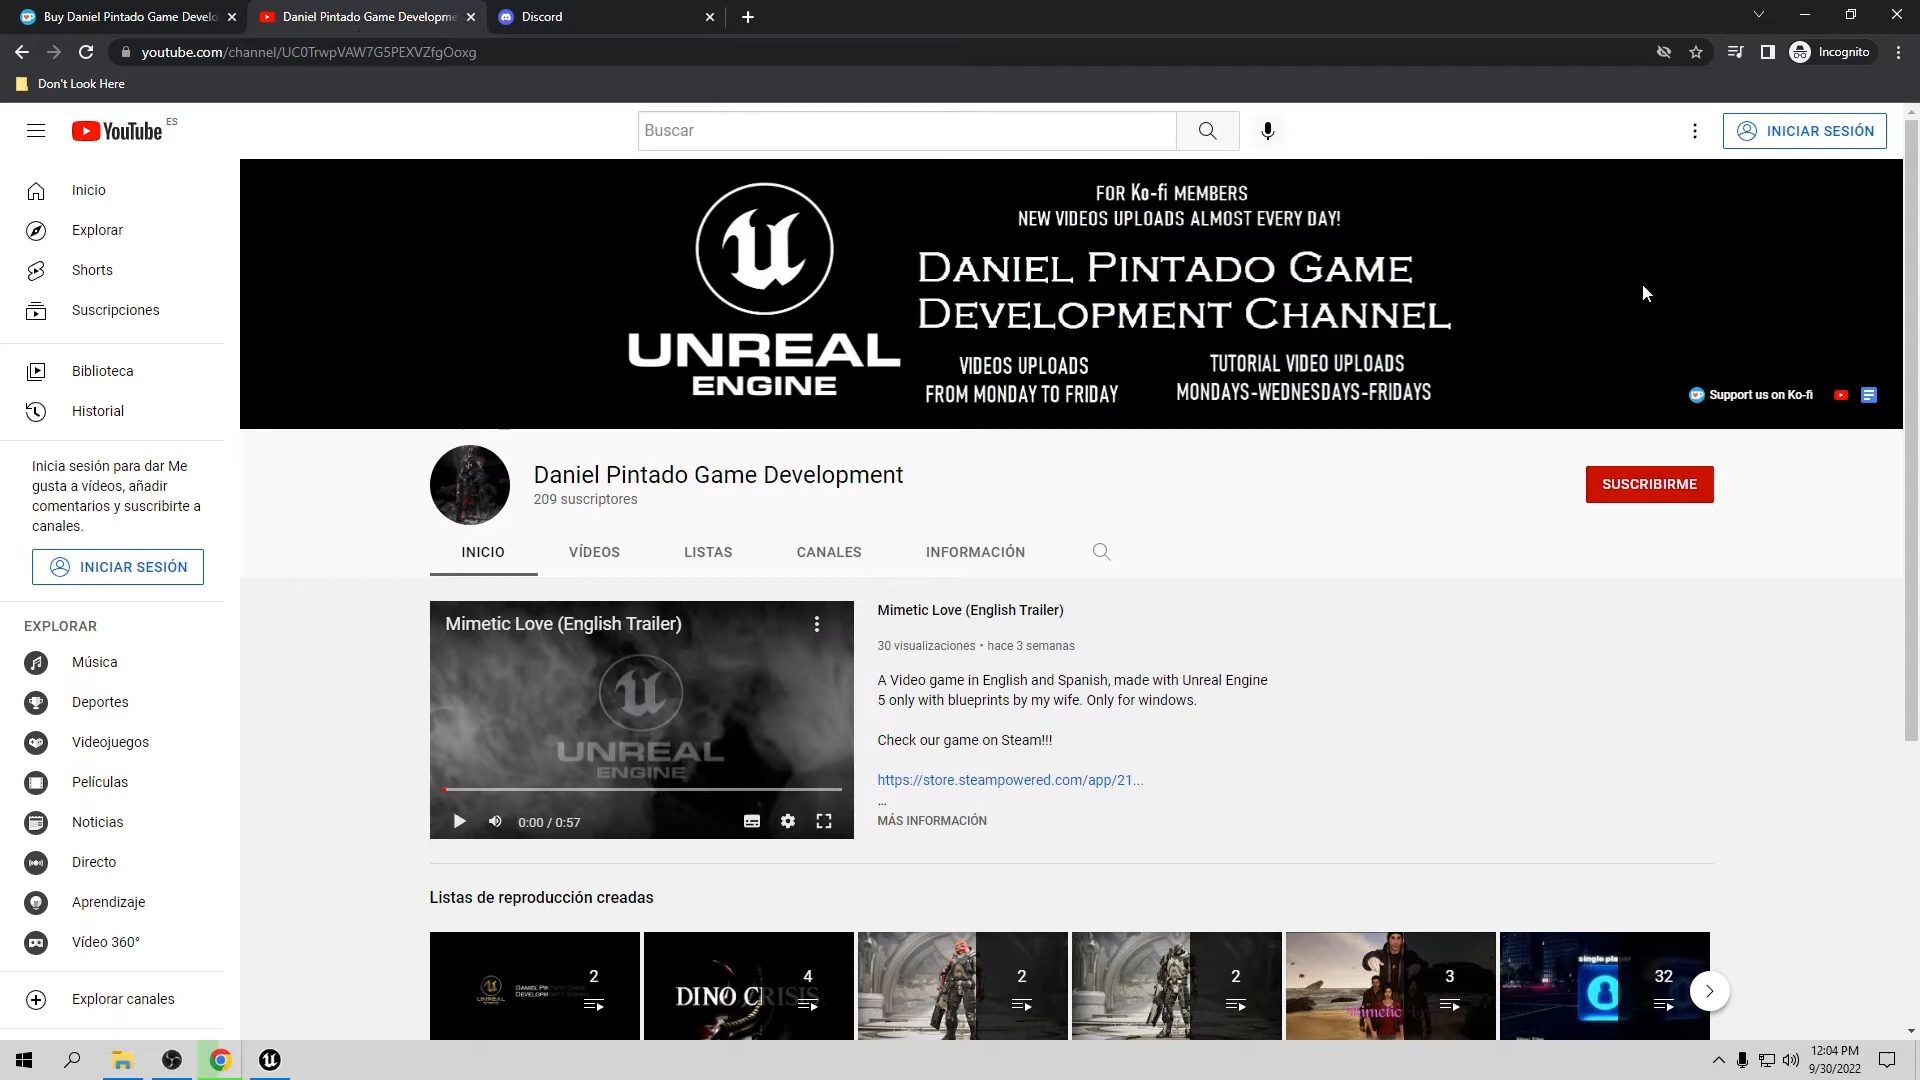 Buy Daniel Pintado Game Develo
Daniel Pintado Game Developme
Discord
youtube.com/channel/UC0TrwpVAW7G5PEXVZfgOoxg
Incognito
Don't Look Here
YouTube ES
Buscar
INICIAR SESIÓN
Inicio
Explorar
Shorts
Suscripciones
Biblioteca
Historial
Inicia sesión para dar Me
gusta a vídeos, añadir
comentarios y suscribirte a
canales.
INICIAR SESIÓN
EXPLORAR
Música
Deportes
Videojuegos
Películas
Noticias
Directo
Aprendizaje
Vídeo 360°
Explorar canales
UNREAL
ENGINE
FOR Ko-fi MEMBERS
NEW VIDEOS UPLOADS ALMOST EVERY DAY!
DANIEL PINTADO GAME
DEVELOPMENT CHANNEL
VIDEOS UPLOADS
FROM MONDAY TO FRIDAY
TUTORIAL VIDEO UPLOADS
MONDAYS-WEDNESDAYS-FRIDAYS
Support us on Ko-fi
Daniel Pintado Game Development
209 suscriptores
SUSCRIBIRME
INICIO
VÍDEOS
LISTAS
CANALES
INFORMACIÓN
Mimetic Love (English Trailer)
UNREAL
ENGINE
0:00 / 0:57
Mimetic Love (English Trailer)
30 visualizaciones • hace 3 semanas
A Video game in English and Spanish, made with Unreal Engine
5 only with blueprints by my wife. Only for windows.
Check our game on Steam!!!
https://store.steampowered.com/app/21...
...
MÁS INFORMACIÓN
Listas de reproducción creadas
2
DINO CRISIS
4
2
2
Mimetic
3
single pla
32
12:04 PM
9/30/2022